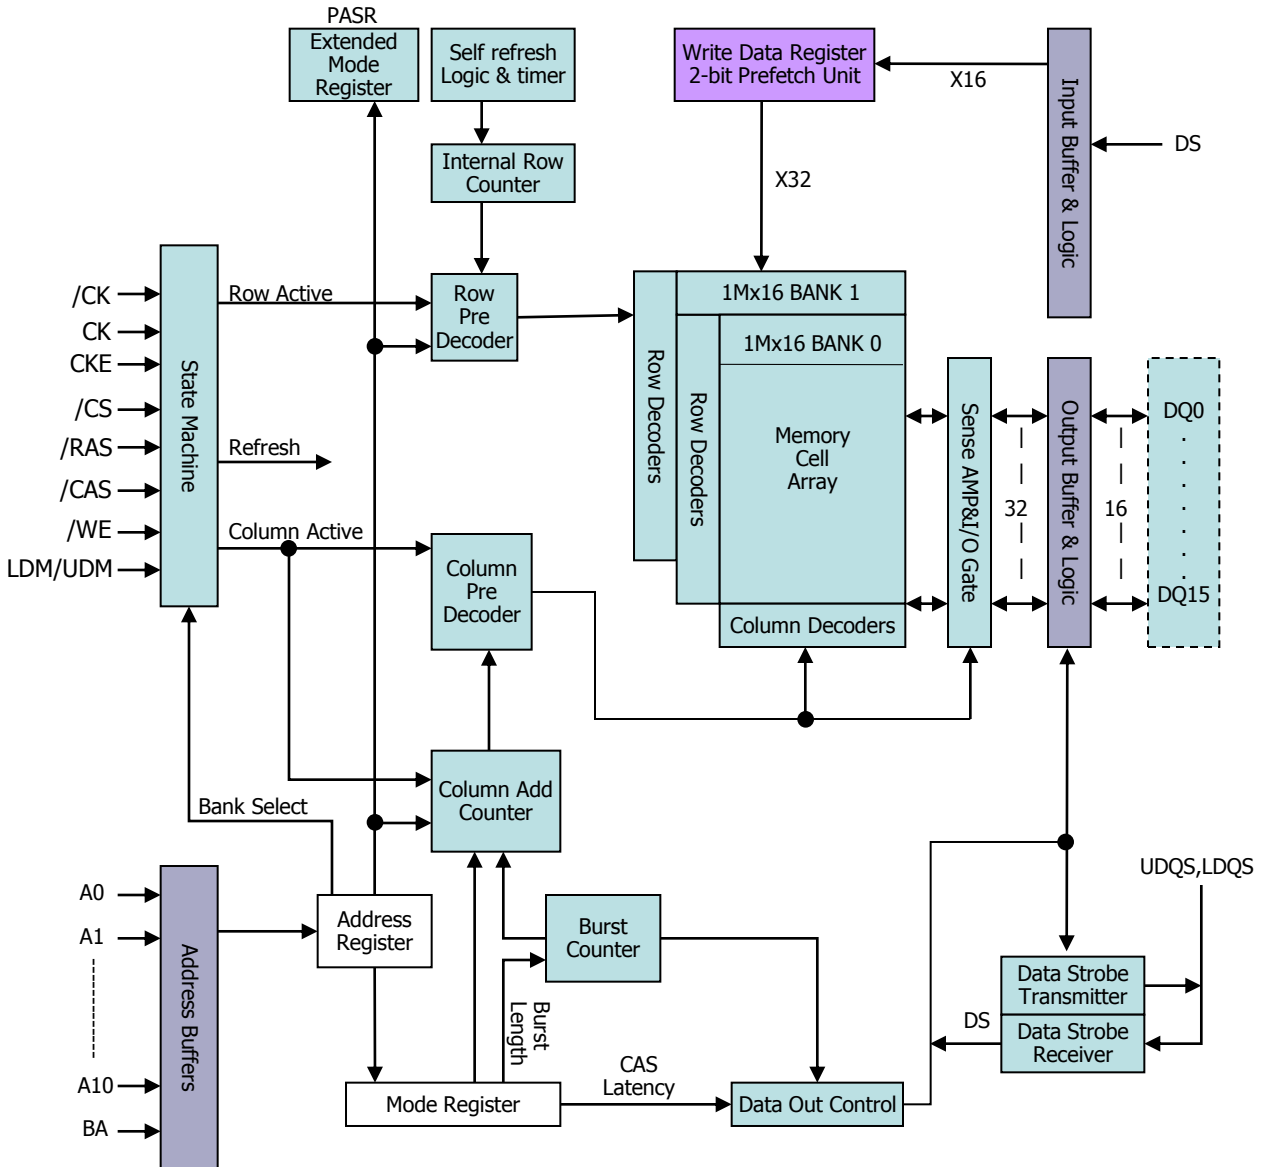 PASR
Extended
Mode
Register
Self refresh
Logic & timer
Write Data Register
2-bit Prefetch Unit
X16
Input Buffer & Logic
DS
Internal Row
Counter
X32
/CK
CK
CKE
/CS
/RAS
/CAS
/WE
LDM/UDM
State Machine
Row Active
Refresh
Column Active
Row
Pre
Decoder
Row Decoders
Row Decoders
1Mx16 BANK 1
1Mx16 BANK 0
Memory
Cell
Array
Column Decoders
Sense AMP&I/O Gate
32
Output Buffer & Logic
16
DQ0
DQ15
Column
Pre
Decoder
Column Add
Counter
Bank Select
A0
A1
A10
BA
Address Buffers
Address
Register
Burst
Counter
Burst
Length
Mode Register
CAS
Latency
Data Out Control
UDQS,LDQS
Data Strobe
Transmitter
DS
Data Strobe
Receiver